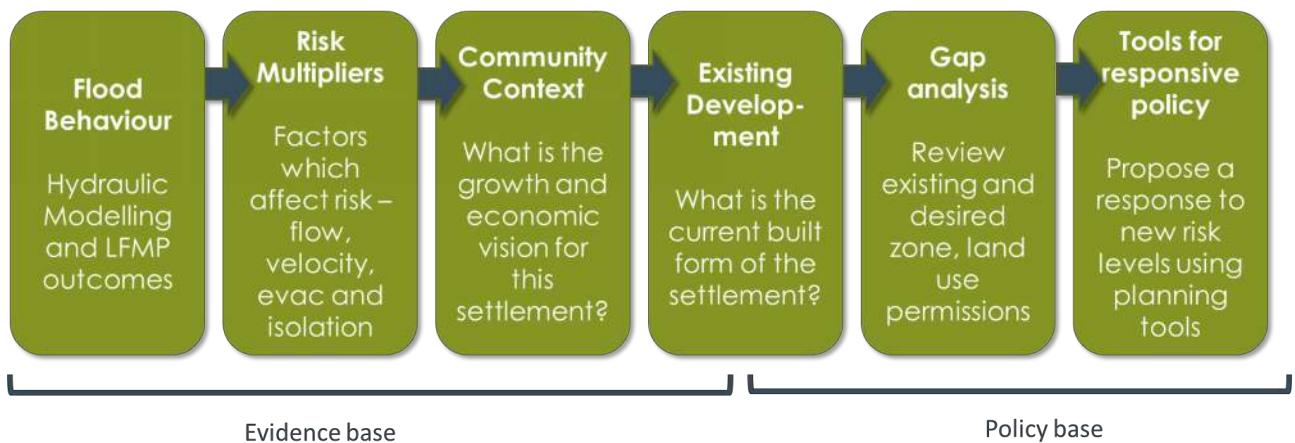 Flood
Behaviour
Hydraulic
Modelling
and LFMP
outcomes
Risk
Multipliers
Factors
which
affect risk –
flow,
velocity,
evac and
isolation
Community
Context
What is the
growth and
economic
vision for
this
settlement?
Existing
Develop-
ment
What is the
current built
form of the
settlement?
Gap
analysis
Review
existing and
desired
zone, land
use
permissions
Tools for
responsive
policy
Propose a
response to
new risk
levels using
planning
tools
Evidence base
Policy base